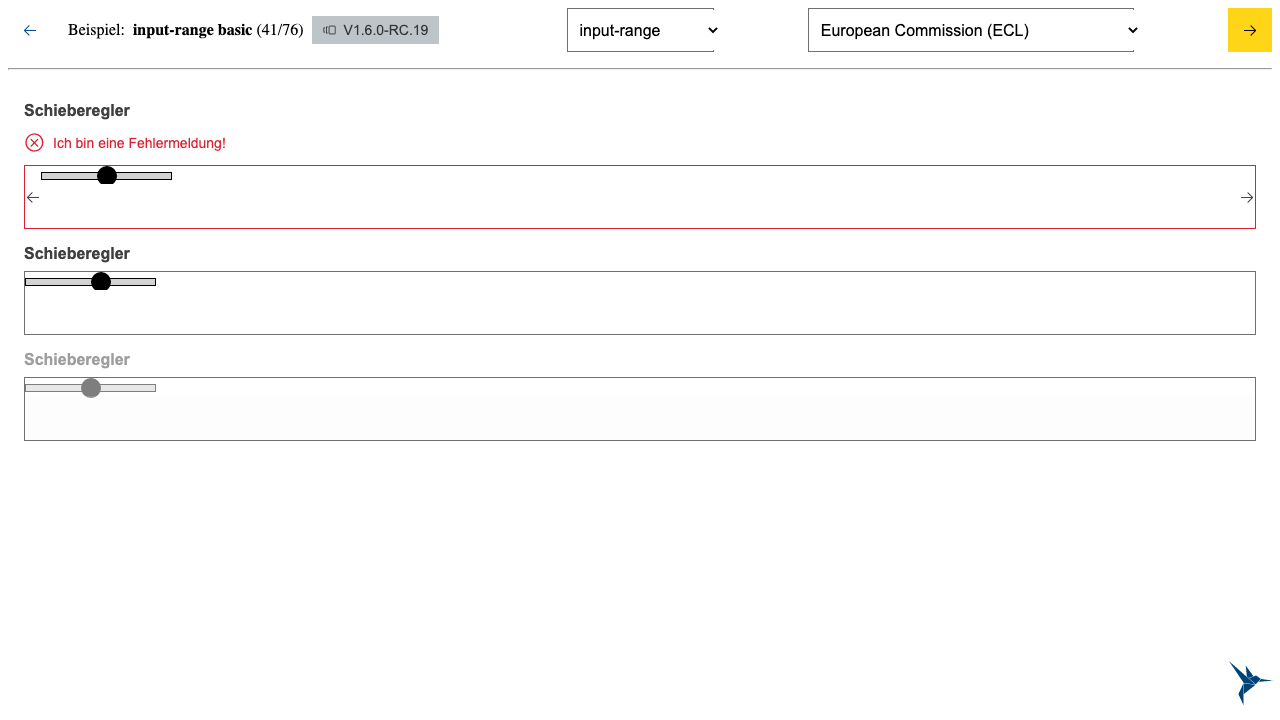 Beispiel: input-range basic (41/76) V1.6.0-RC.19 input-range European Commission (ECL)
Schieberegler
Ich bin eine Fehlermeldung!
Schieberegler
Schieberegler